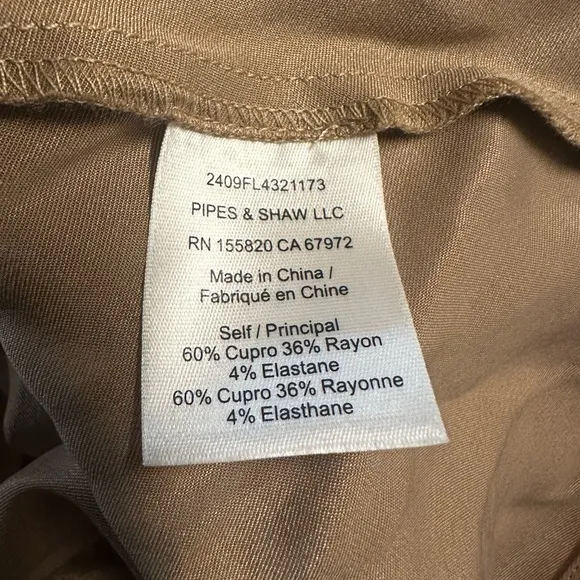 2409FL4321173
PIPES & SHAW LLC
RN 155820 CA 67972
Made in China /
Fabriqué en Chine
Self / Principal
60% Cupro 36% Rayon
4% Elastane
60% Cupro 36% Rayonne
4% Elasthane